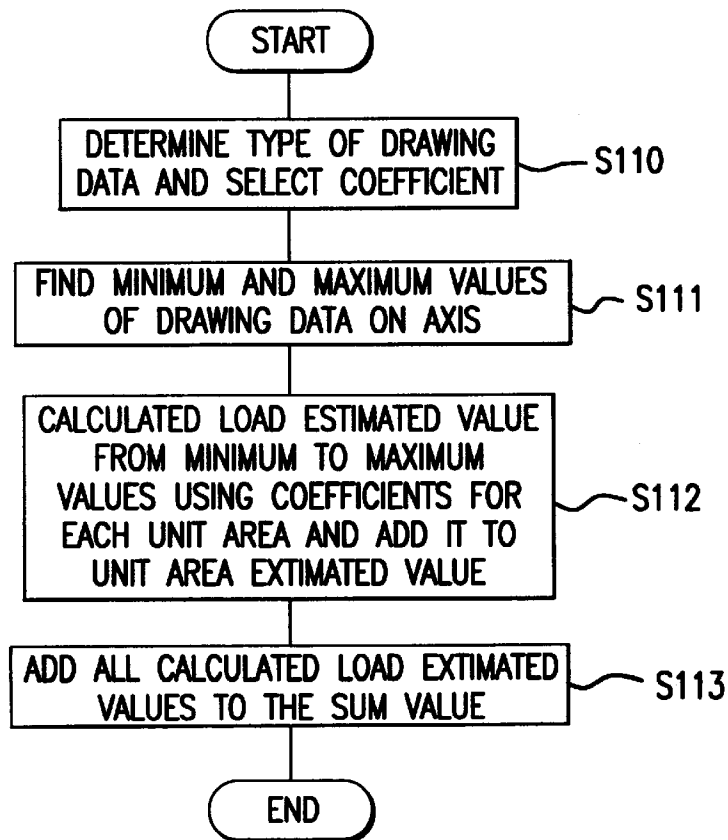 START
DETERMINE TYPE OF DRAWING
DATA AND SELECT COEFFICIENT
S110
FIND MINIMUM AND MAXIMUM VALUES
OF DRAWING DATA ON AXIS
S111
CALCULATED LOAD ESTIMATED VALUE
FROM MINIMUM TO MAXIMUM
VALUES USING COEFFICIENTS FOR
EACH UNIT AREA AND ADD IT TO
UNIT AREA EXTIMATED VALUE
S112
ADD ALL CALCULATED LOAD EXTIMATED
VALUES TO THE SUM VALUE
S113
END